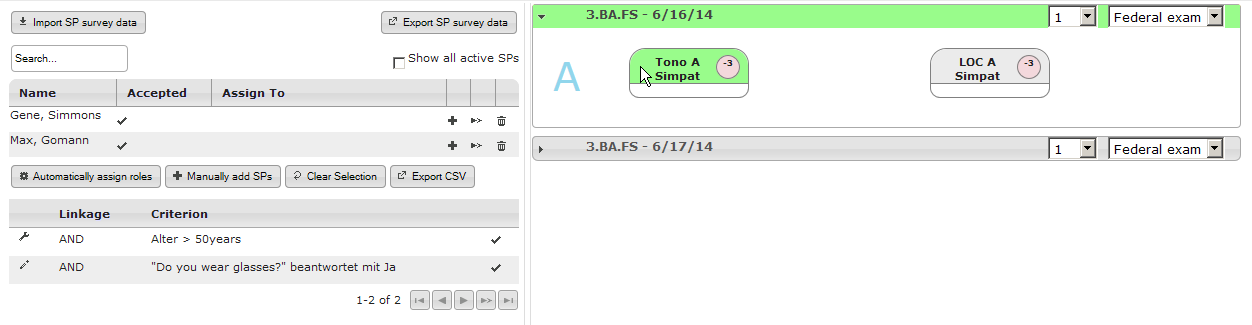 Import SP survey data
Export SP survey data
Search...
Show all active SPs
Name Accepted Assign To
Gene, Simmons
Max, Gomann
Automatically assign roles
Manually add SPs
Clear Selection
Export CSV
Linkage Criterion
AND Alter > 50years
AND "Do you wear glasses?" beantwortet mit Ja
1-2 of 2
3.BA.FS - 6/16/14 1 Federal exam
A
Tono A
Simpat
-3
LOC A
Simpat
-3
3.BA.FS - 6/17/14 1 Federal exam